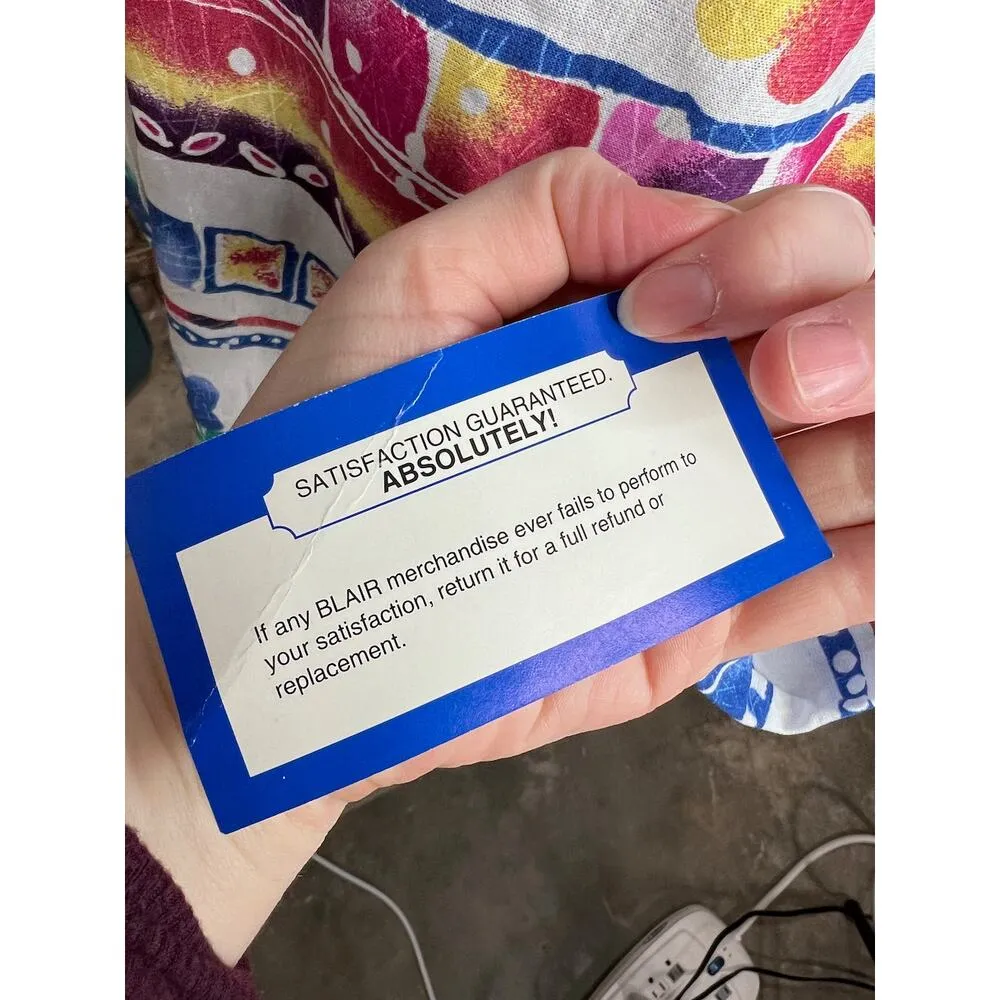 SATISFACTION GUARANTEED.
ABSOLUTELY!
If any BLAIR merchandise ever fails to perform to
your satisfaction, return it for a full refund or
replacement.